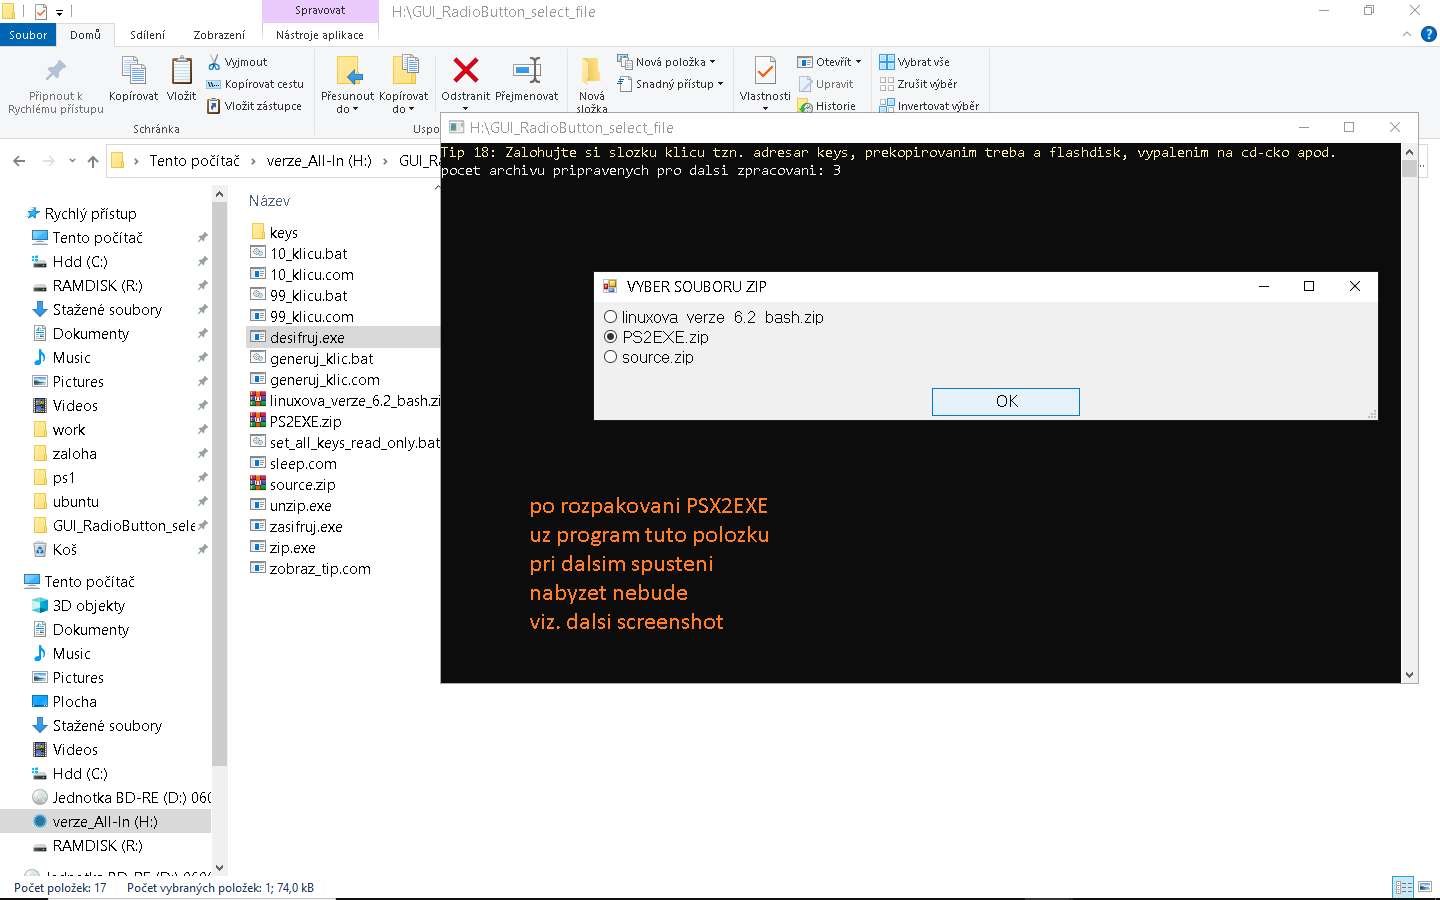 Spravovat
H:\GUI_RadioButton_select_file
Soubor
Domů
Sdílení
Zobrazení
Nástroje aplikace
Připnout k
Rychlému přístupu
Kopírovat
Vložit
Vyjmout
Kopírovat cestu
Vložit zástupce
Schránka
Přesunout
do
Kopírovat
do
Odstranit
Přejmenovat
Uspo
Nová
složka
Nová položka
Snadný přístup
Vlastnosti
Otevřít
Upravit
Historie
Vybrat vše
Zrušit výběr
Invertovat výběr
Tento počítač
verze_All-In (H:)
GUI_R
Rychlý přístup
Tento počítač
Hdd (C:)
RAMDISK (R:)
Stažené soubory
Dokumenty
Music
Pictures
Videos
work
zaloha
ps1
ubuntu
GUI_RadioButton_sele
Koš
Tento počítač
3D objekty
Dokumenty
Music
Pictures
Plocha
Stažené soubory
Videos
Hdd (C:)
Jednotka BD-RE (D:) 060
verze_All-In (H:)
RAMDISK (R:)
Název
keys
10_klicu.bat
10_klicu.com
99_klicu.bat
99_klicu.com
desifruj.exe
generuj_klic.bat
generuj_klic.com
linuxova_verze_6.2_bash.zi
PS2EXE.zip
set_all_keys_read_only.bat
sleep.com
source.zip
unzip.exe
zasifruj.exe
zip.exe
zobraz_tip.com
H:\GUI_RadioButton_select_file
Tip 18: Zalohujte si slozku klicu tzn. adresar keys, prekopirovanim treba a flashdisk, vypalenim na cd-cko apod.
pocet archivu pripravenych pro dalsi zpracovani: 3
VYBER SOUBORU ZIP
linuxova verze 6.2 bash.zip
PS2EXE.zip
source.zip
OK
po rozpakovani PSX2EXE
uz program tuto polozku
pri dalsim spusteni
nabyzet nebude
viz. dalsi screenshot
Počet položek: 17
Počet vybraných položek: 1; 74,0 kB